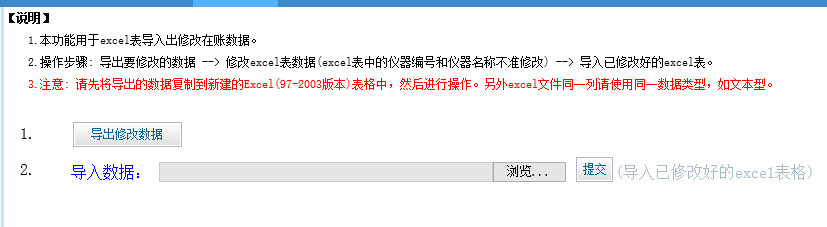 【说明】
1.本功能用于excel表导入出修改在账数据。
2.操作步骤: 导出要修改的数据 --> 修改excel表数据(excel表中的仪器编号和仪器名称不准修改) --> 导入已修改好的excel表。
3.注意: 请先将导出的数据复制到新建的Excel(97-2003版本)表格中，然后进行操作。另外excel文件同一列请使用同一数据类型，如文本型。
1. 导出修改数据
2. 导入数据: 浏览... 提交 (导入已修改好的excel表格)